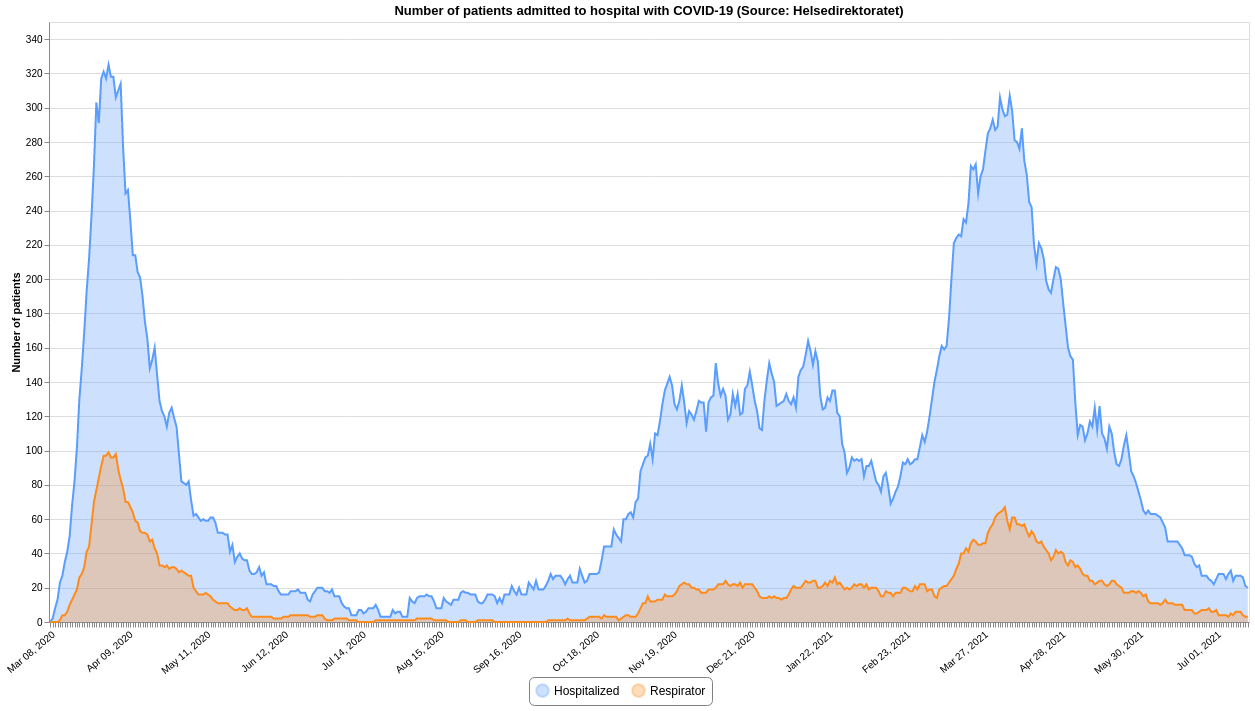 Number of patients admitted to hospital with COVID-19 (Source: Helsedirektoratet)
Number of patients
340
320
300
280
260
240
220
200
180
160
140
120
100
80
60
40
20
0
Mar 08, 2020
Apr 09, 2020
May 11, 2020
Jun 12, 2020
Jul 14, 2020
Aug 15, 2020
Sep 16, 2020
Oct 18, 2020
Nov 19, 2020
Dec 21, 2020
Jan 22, 2021
Feb 23, 2021
Mar 27, 2021
Apr 28, 2021
May 30, 2021
Jul 01, 2021
Hospitalized
Respirator